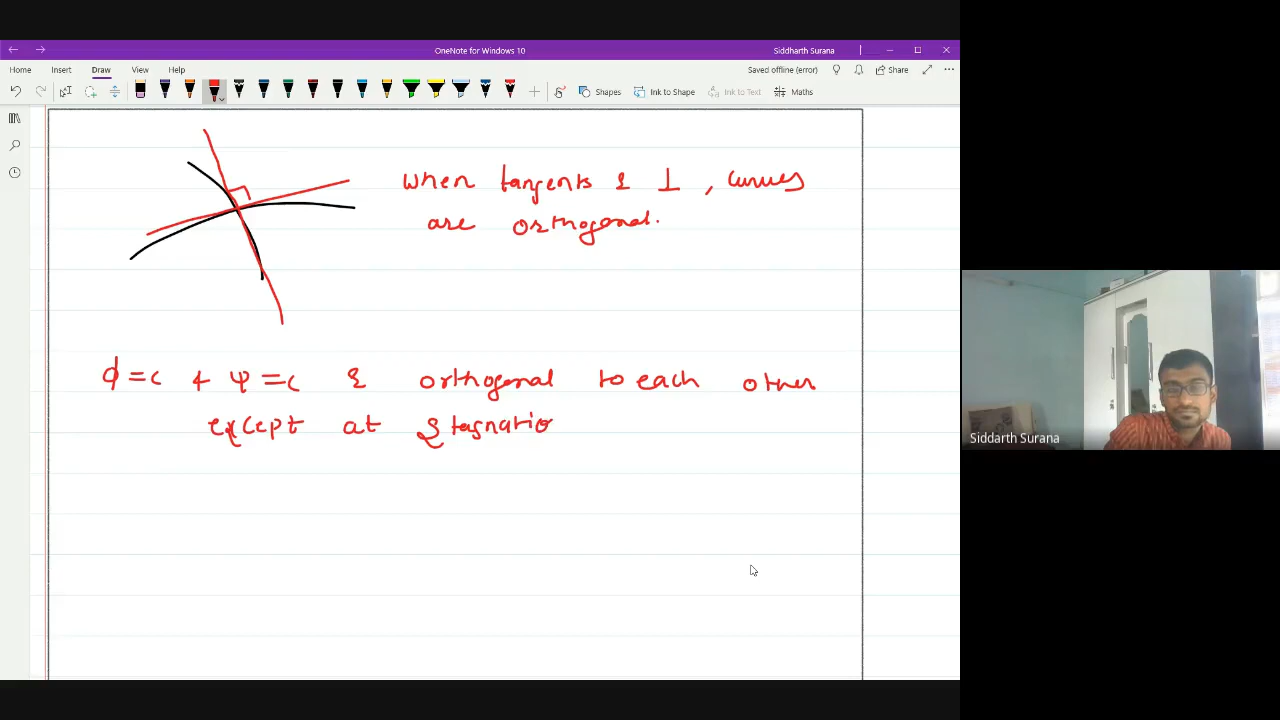 OneNote for Windows 10
Siddharth Surana
Home Insert Draw View Help
Saved offline (error)
Share
Shapes
Ink to Shape
Ink to Text
Maths
When tangents & ⊥, curves
are orthogonal.
ϕ=c + ψ=c & orthogonal to each other
except at stagnatio
Siddarth Surana